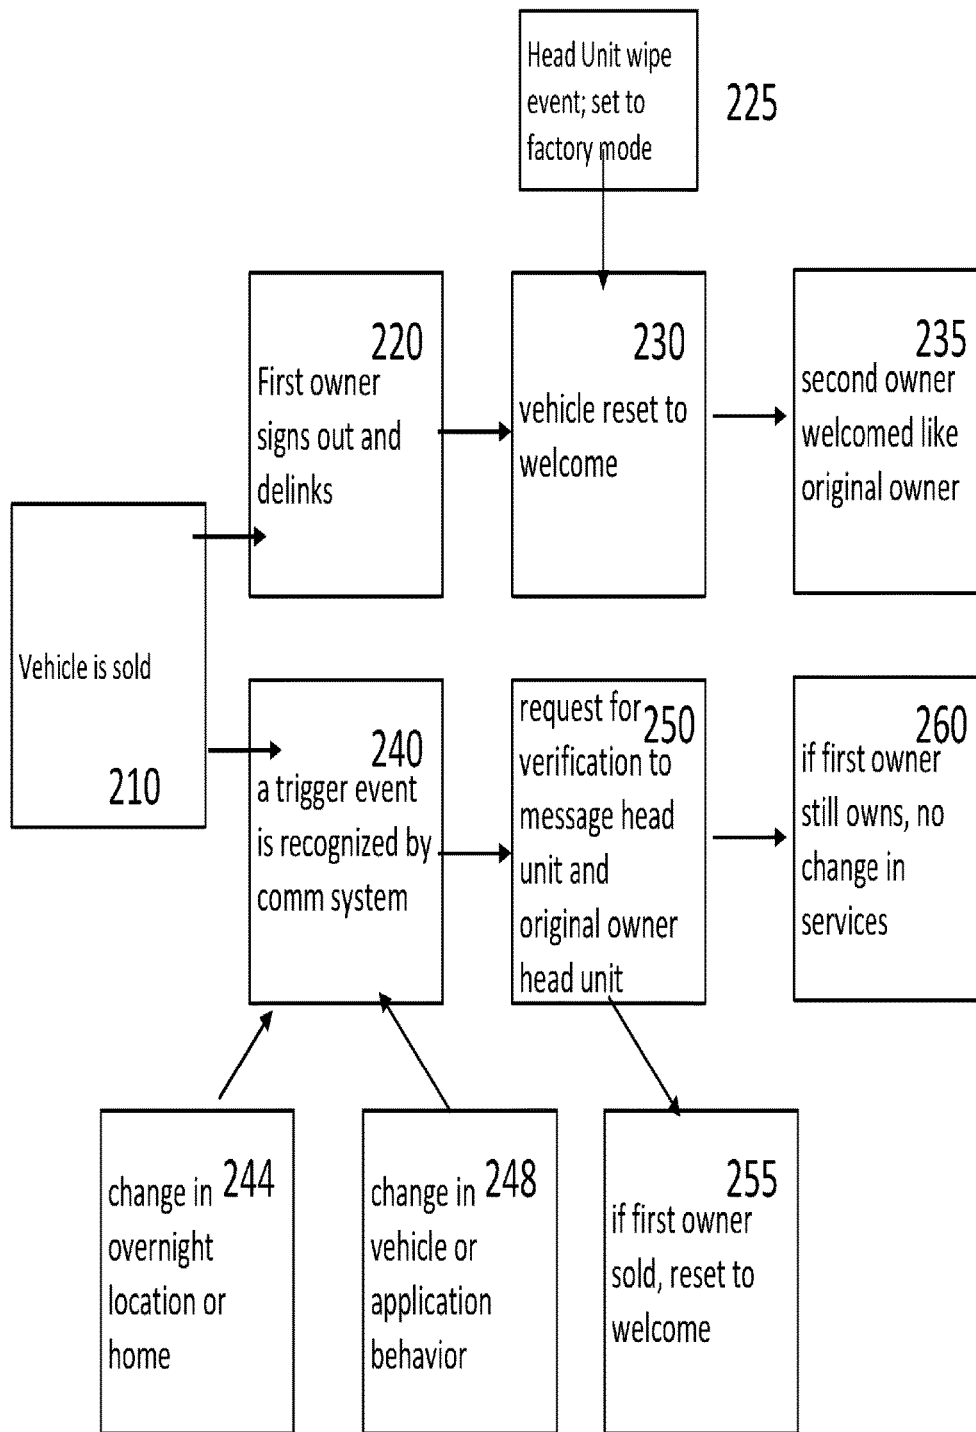 Head Unit wipe
event; set to
factory mode
225
220
First owner
signs out and
delinks
230
vehicle reset to
welcome
235
second owner
welcomed like
original owner
Vehicle is sold
210
240
a trigger event
is recognized by
comm system
request for
250
verification to
message head
unit and
original owner
head unit
260
if first owner
still owns, no
change in
services
change in 244
overnight
location or
home
change in 248
vehicle or
application
behavior
255
if first owner
sold, reset to
welcome